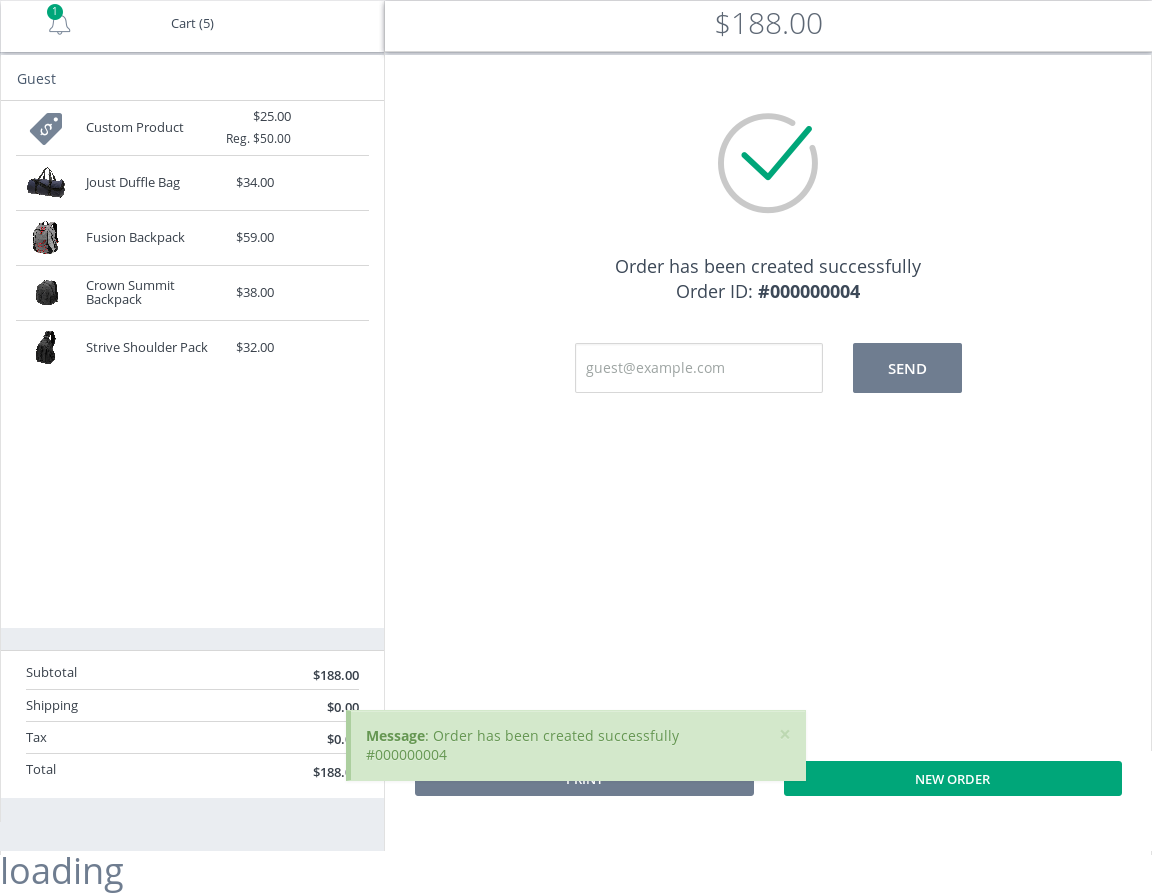 1
Cart (5)
$188.00
Guest
Custom Product
$25.00
Reg. $50.00
Joust Duffle Bag
$34.00
Fusion Backpack
$59.00
Crown Summit
Backpack
$38.00
Strive Shoulder Pack
$32.00
Order has been created successfully
Order ID: #000000004
guest@example.com
SEND
Subtotal
$188.00
Shipping
$0.00
Tax
$0.
Total
$188.
Message: Order has been created successfully
#000000004
×
PRINT
NEW ORDER
loading